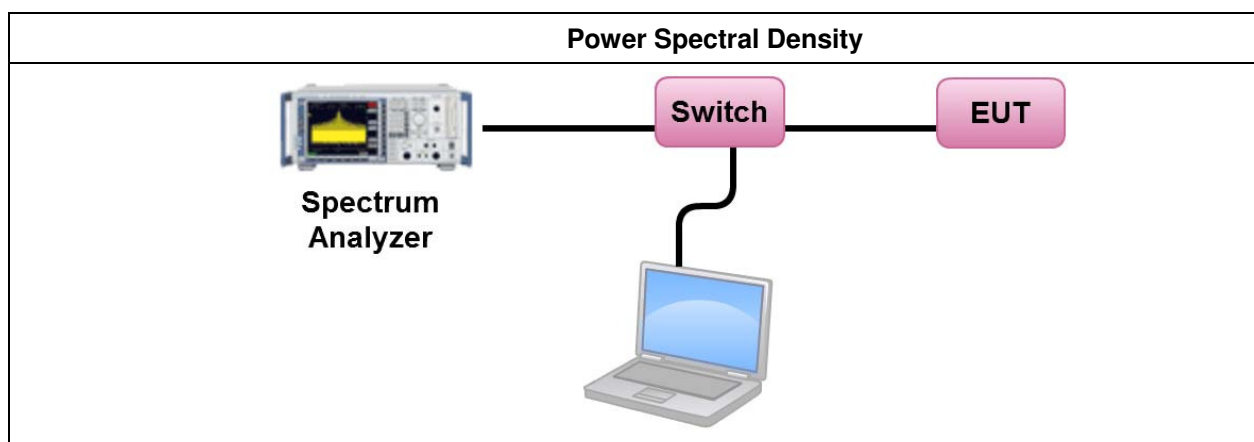 Power Spectral Density
Switch
EUT
Spectrum
Analyzer